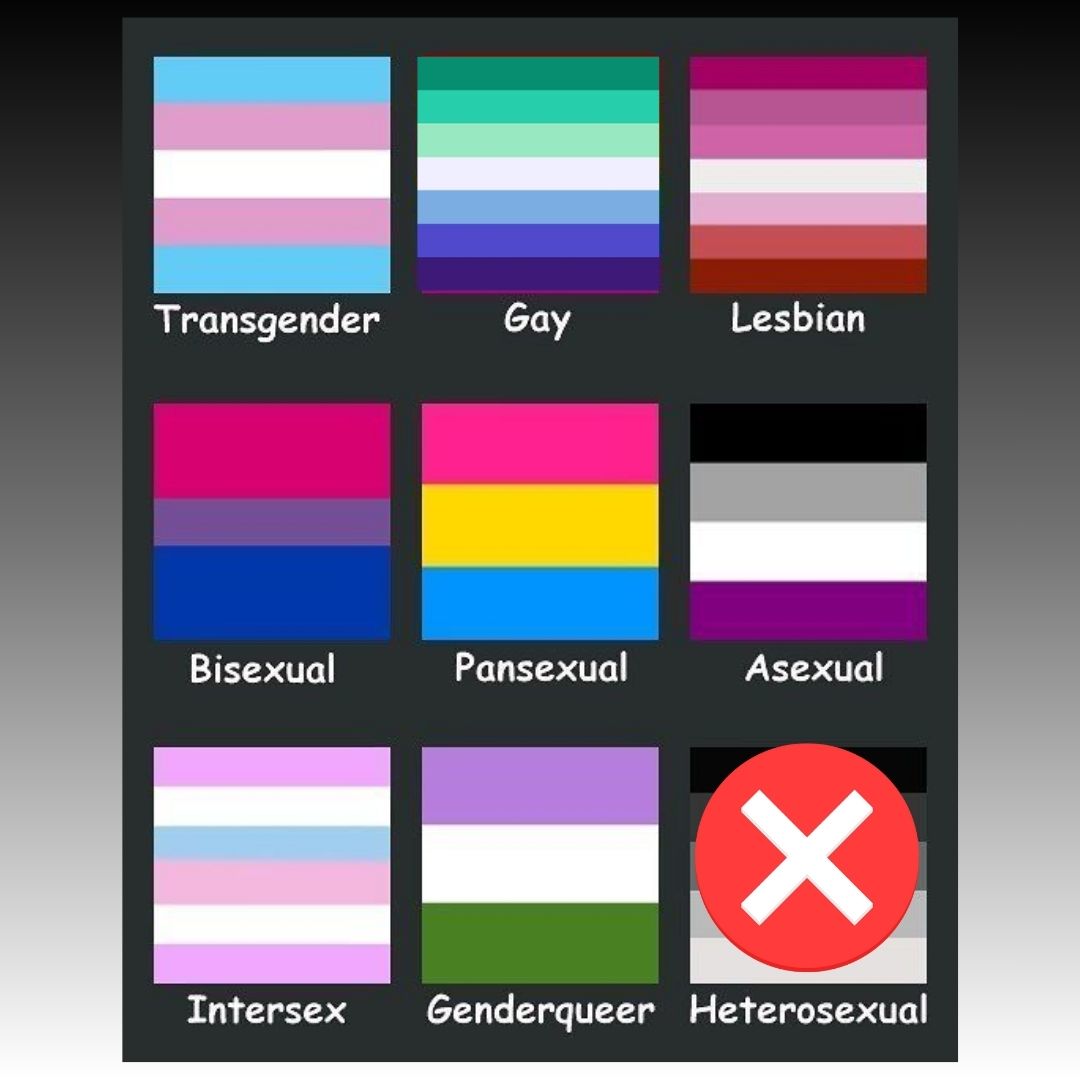 Transgender
Gay
Lesbian
Bisexual
Pansexual
Asexual
Intersex
Genderqueer
Heterosexual